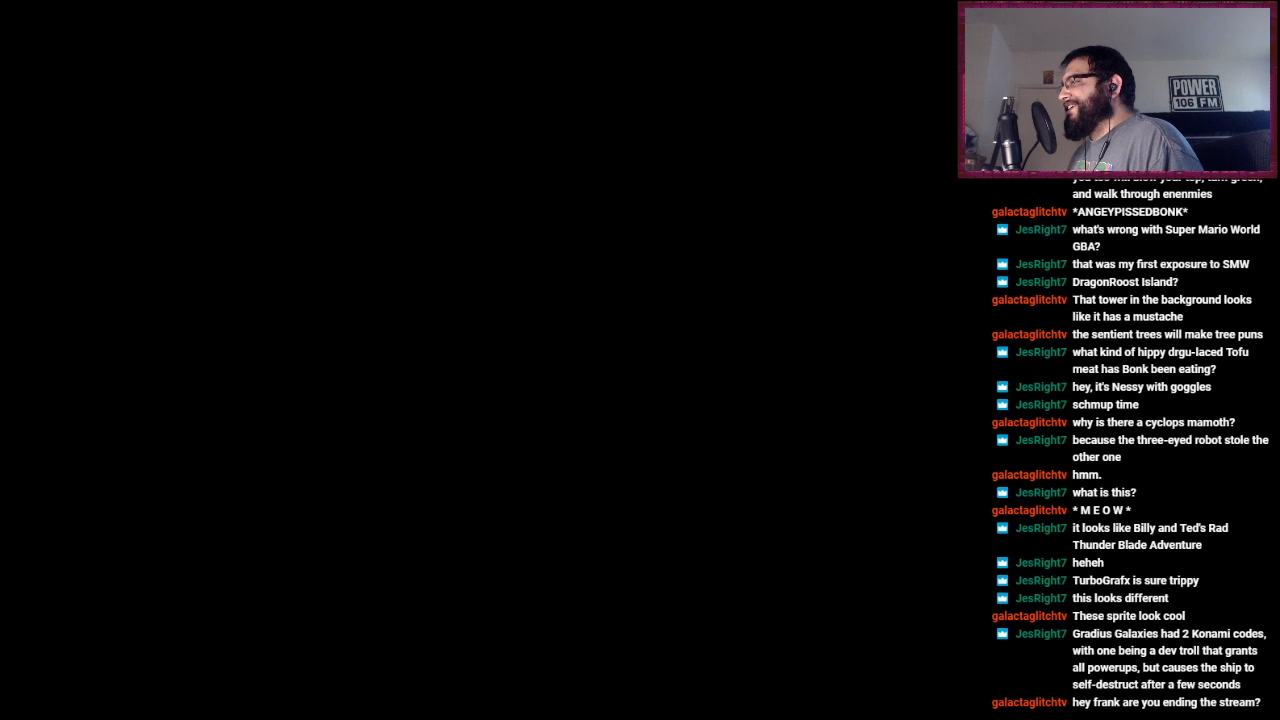 POWER
106 FM
and walk through enenmies
galactaglitchtv *ANGEYPISSEDBONK*
JesRight7 what's wrong with Super Mario World
GBA?
JesRight7 that was my first exposure to SMW
JesRight7 DragonRoost Island?
galactaglitchtv That tower in the background looks
like it has a mustache
galactaglitchtv the sentient trees will make tree puns
JesRight7 what kind of hippy drgu-laced Tofu
meat has Bonk been eating?
JesRight7 hey, it's Nessy with goggles
JesRight7 schmup time
galactaglitchtv why is there a cyclops mamoth?
JesRight7 because the three-eyed robot stole the
other one
galactaglitchtv hmm.
JesRight7 what is this?
galactaglitchtv * M E O W *
JesRight7 it looks like Billy and Ted's Rad
Thunder Blade Adventure
JesRight7 heheh
JesRight7 TurboGrafx is sure trippy
JesRight7 this looks different
galactaglitchtv These sprite look cool
JesRight7 Gradius Galaxies had 2 Konami codes,
with one being a dev troll that grants
all powerups, but causes the ship to
self-destruct after a few seconds
galactaglitchtv hey frank are you ending the stream?